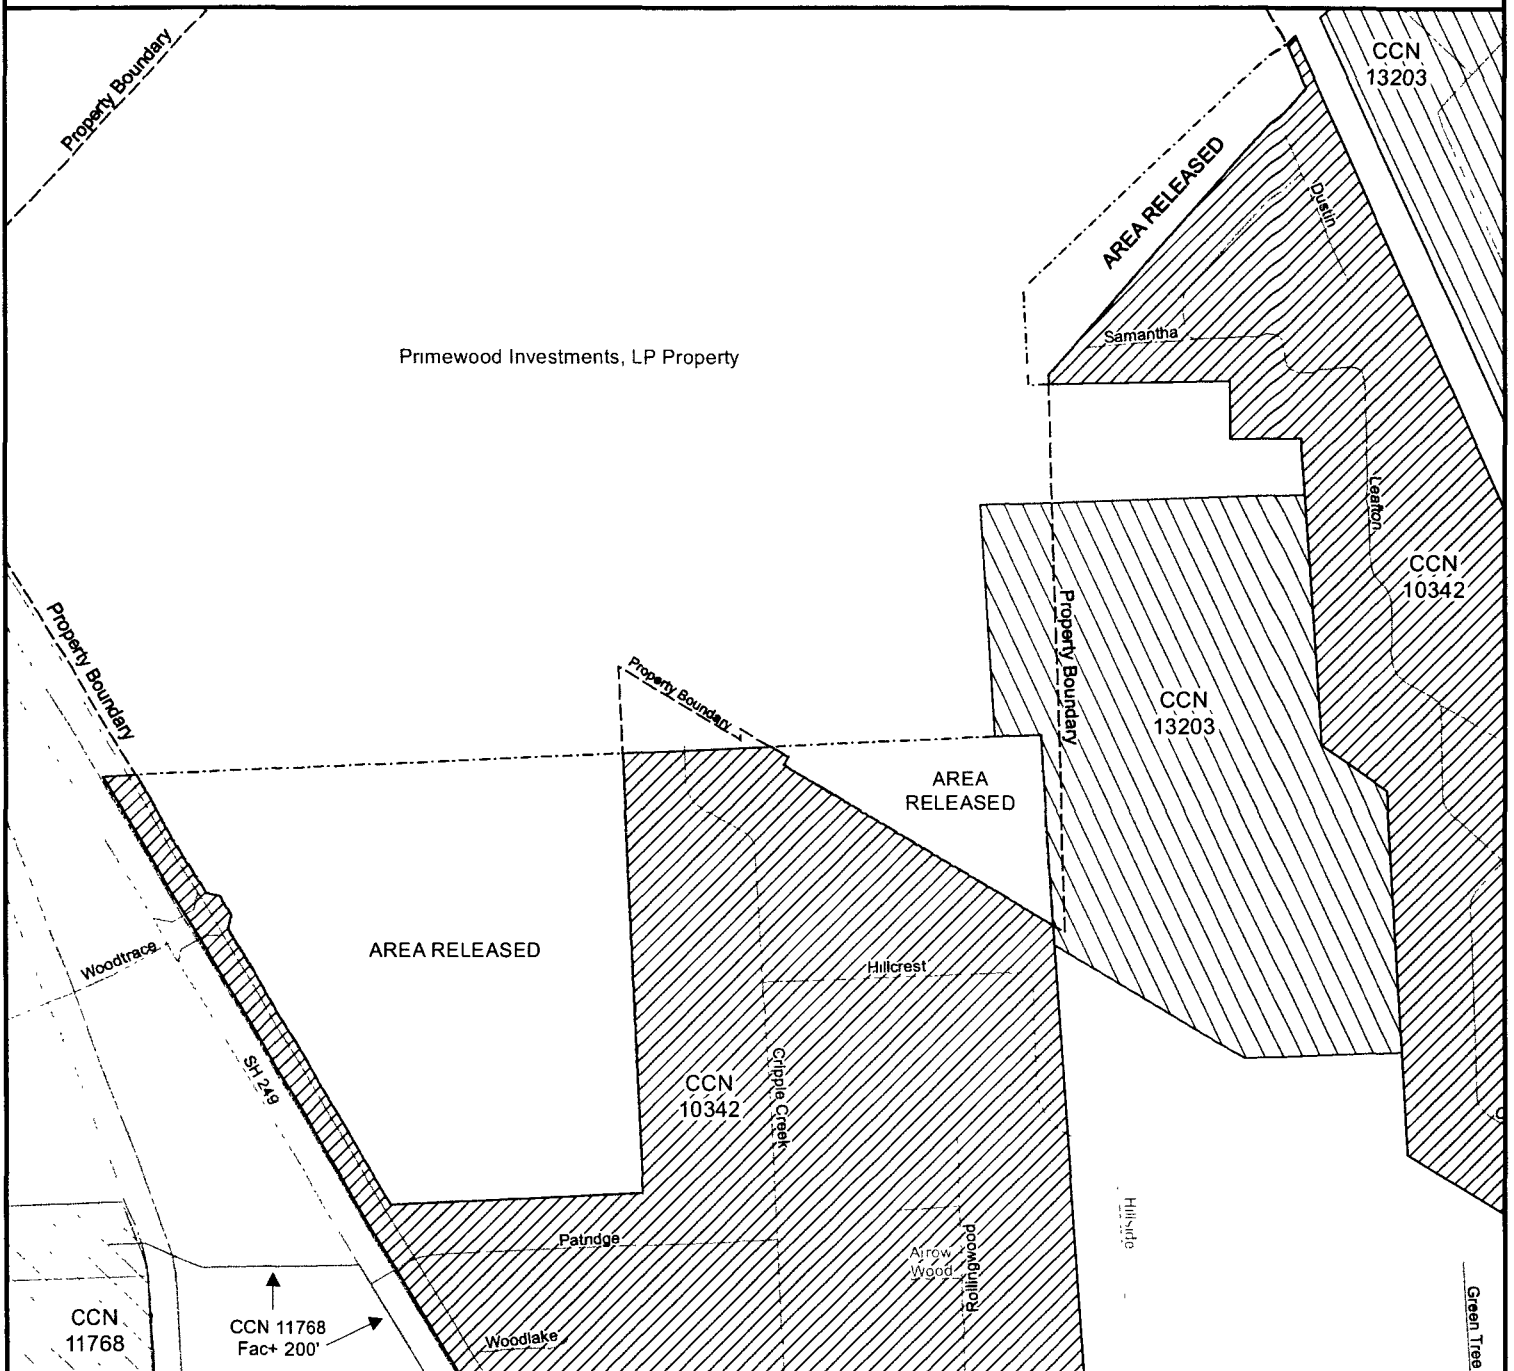 Property Boundary
CCN
13203
AREA RELEASED
Dustin
Samantha
Primewood Investments, LP Property
Leafton
CCN
10342
Property Boundary
Property Boundary
Property Boundary
CCN
13203
AREA
RELEASED
AREA RELEASED
Woodtrace
Hillcrest
SH 249
CCN
10342
Cripple Creek
Hillside
Patridge
Arrow
Wood
Rollingwood
Green Tree
CCN
11768
CCN 11768
Fac+ 200'
Woodlake